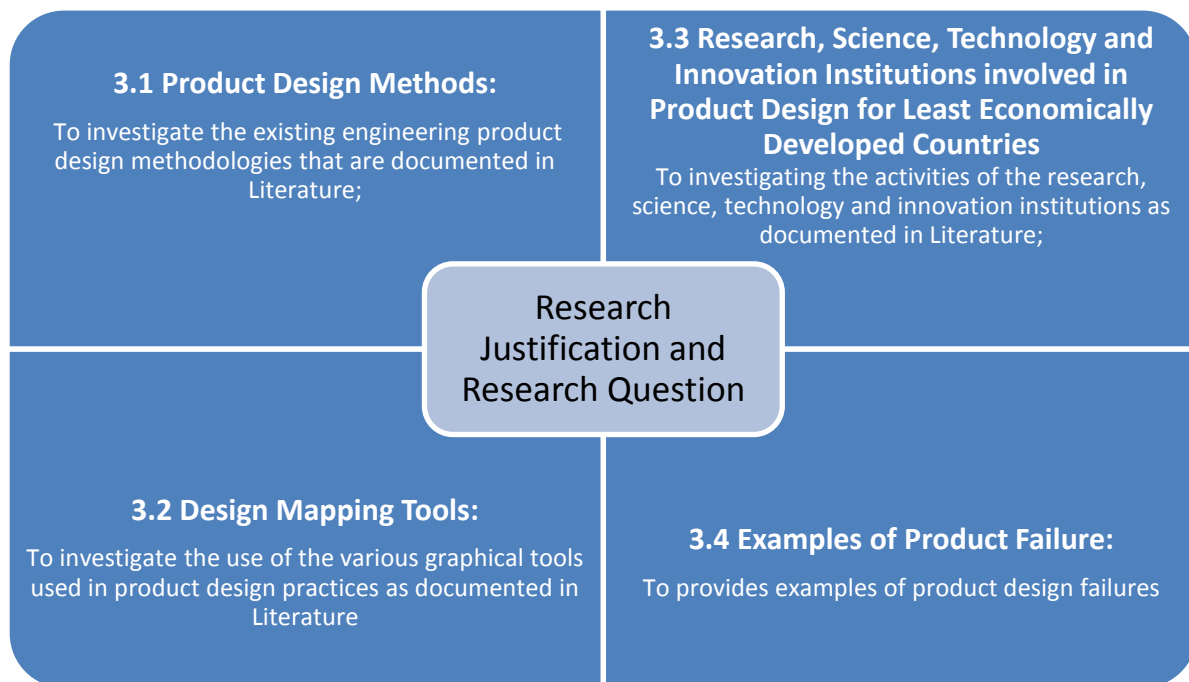 3.1 Product Design Methods:
To investigate the existing engineering product
design methodologies that are documented in
Literature;
3.3 Research, Science, Technology and
Innovation Institutions involved in
Product Design for Least Economically
Developed Countries
To investigating the activities of the research,
science, technology and innovation institutions as
documented in Literature;
Research
Justification and
Research Question
3.2 Design Mapping Tools:
To investigate the use of the various graphical tools
used in product design practices as documented in
Literature
3.4 Examples of Product Failure:
To provides examples of product design failures